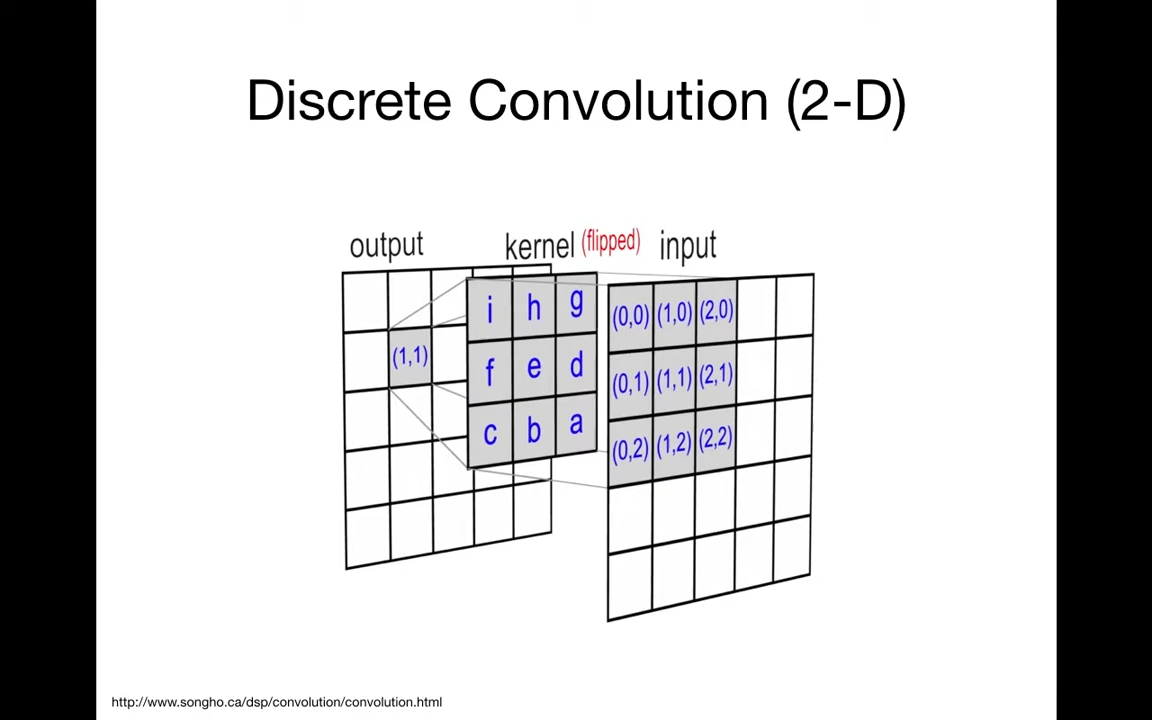 Discrete Convolution (2-D)
output kernel (flipped) input
i h g (0,0) (1,0) (2,0)
(1,1) f e d (0,1) (1,1) (2,1)
c b a (0,2) (1,2) (2,2)
http://www.songho.ca/dsp/convolution/convolution.html